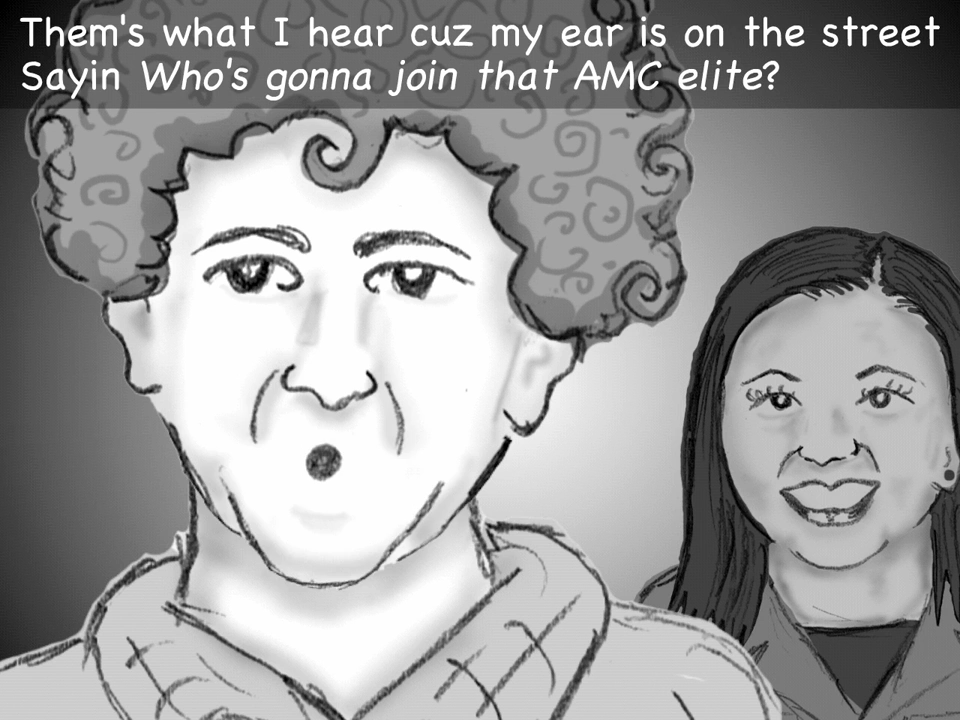 Them's what I hear cuz my ear is on the street
Sayin Who's gonna join that AMC elite?